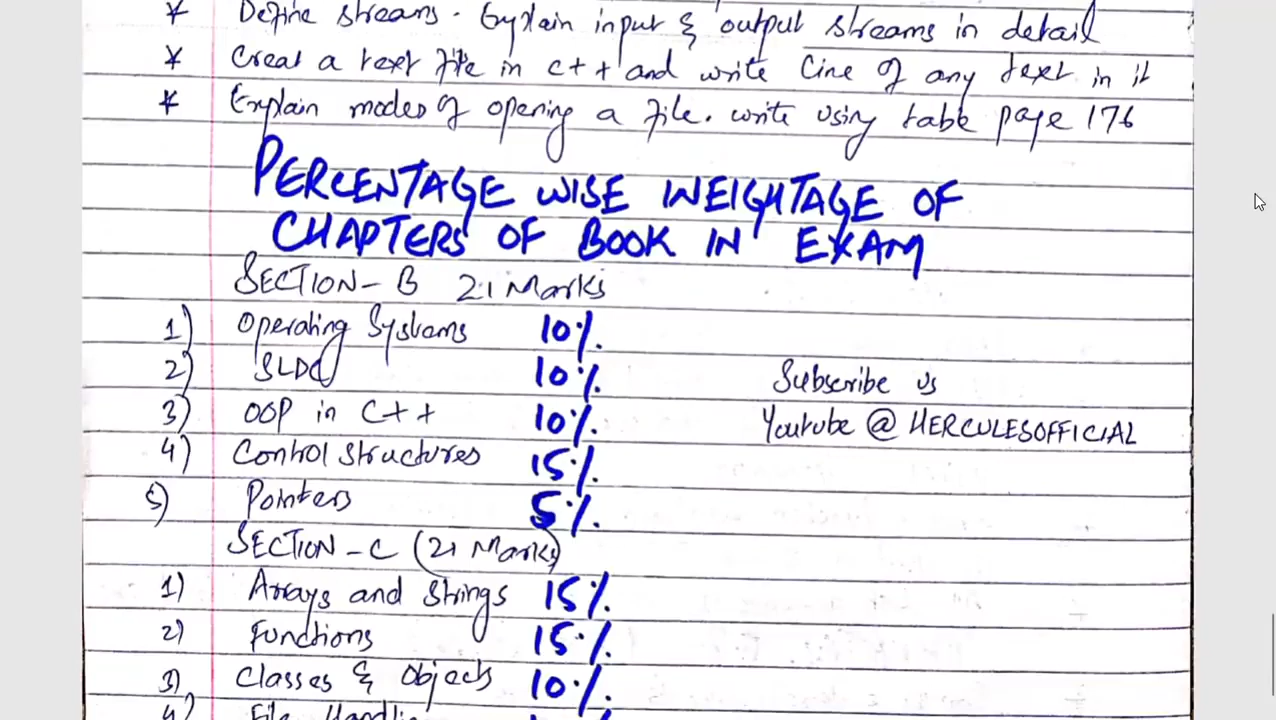 * Define streams. Explain input & output streams in detail
* Creat a text file in c++ and write line of any text in it
* Explain modes of opening a file. write using table page 176
PERCENTAGE WISE WEIGHTAGE OF
CHAPTERS OF BOOK IN EXAM
SECTION-B 21 Marks
1) Operating Systems 10%
2) SLDC 10%
Subscribe us
3) OOP in C++ 10%
Youtube @ HERCULESOFFICIAL
4) Control structures 15%
5) Pointers 5%
SECTION-C (21 Marks)
1) Arrays and Strings 15%
2) Functions 15%
3) Classes & Objects 10%
4) File